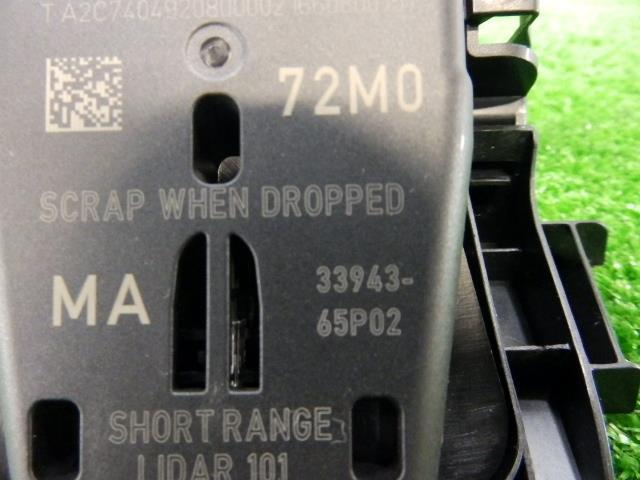 72M0
SCRAP WHEN DROPPED
MA
33943-
65P02
SHORT RANGE
LIDAR 101